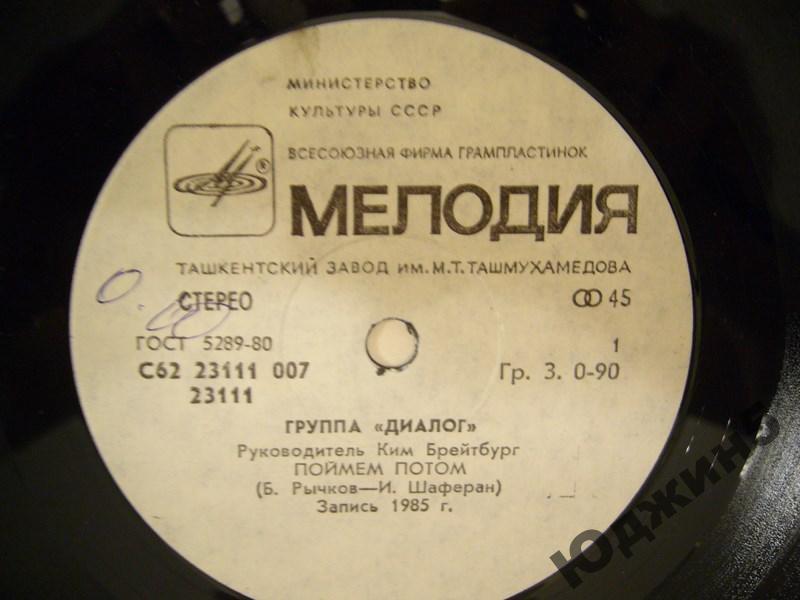 МИНИСТЕРСТВО
КУЛЬТУРЫ СССР
ВСЕСОЮЗНАЯ ФИРМА ГРАМПЛАСТИНОК
®
МЕЛОДИЯ
ТАШКЕНТСКИЙ ЗАВОД ИМ. М.Т. ТАШМУХАМЕДОВА
СТЕРЕО
45
ГОСТ 5289-80
1
С62 23111 007
Гр. 3. 0-90
23111
ГРУППА «ДИАЛОГ»
Руководитель Ким Брейтбург
ПОЙМЕМ ПОТОМ
(Б. Рычков—И. Шаферан)
Запись 1985 г.
ЮДЖИН5